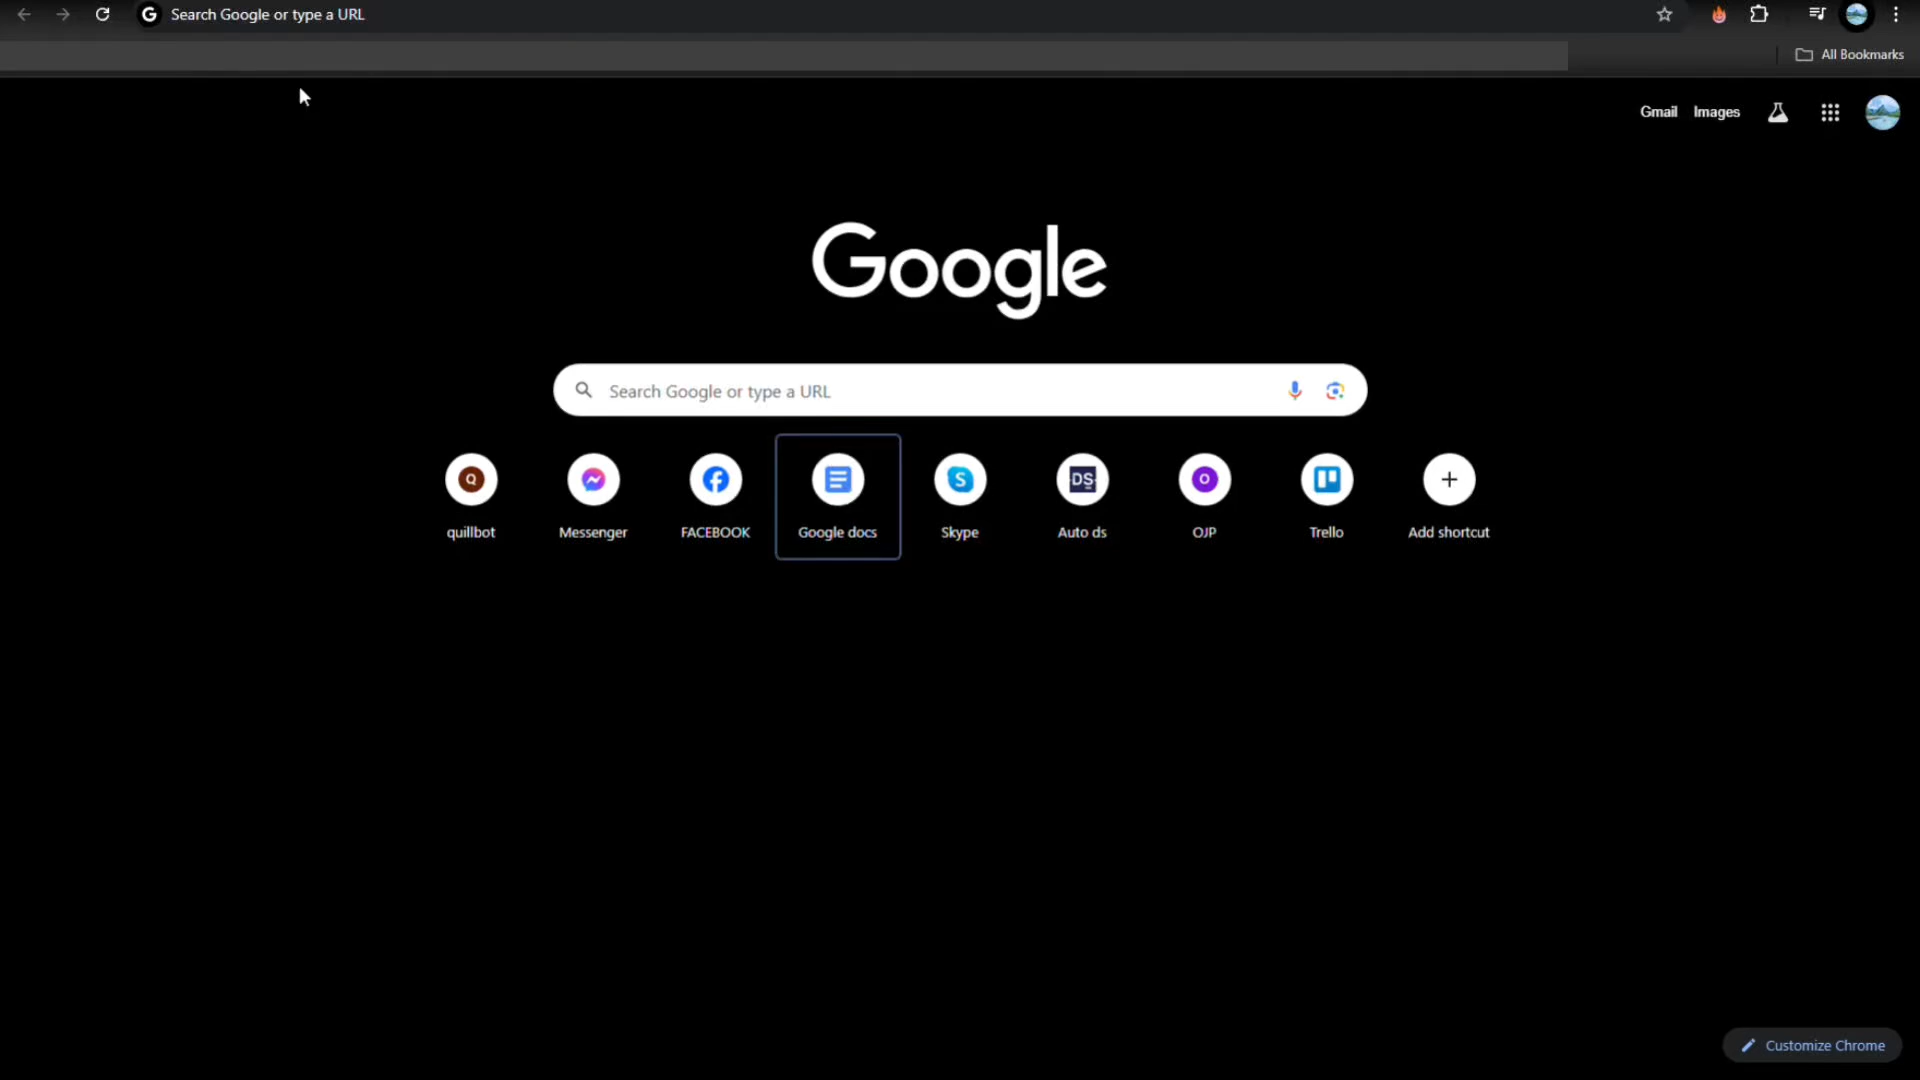 Search Google or type a URL
All Bookmarks
Gmail Images
Google
Search Google or type a URL
Q
S
DS
O
quillbot Messenger FACEBOOK Google docs Skype Auto ds OJP Trello Add shortcut
Customize Chrome